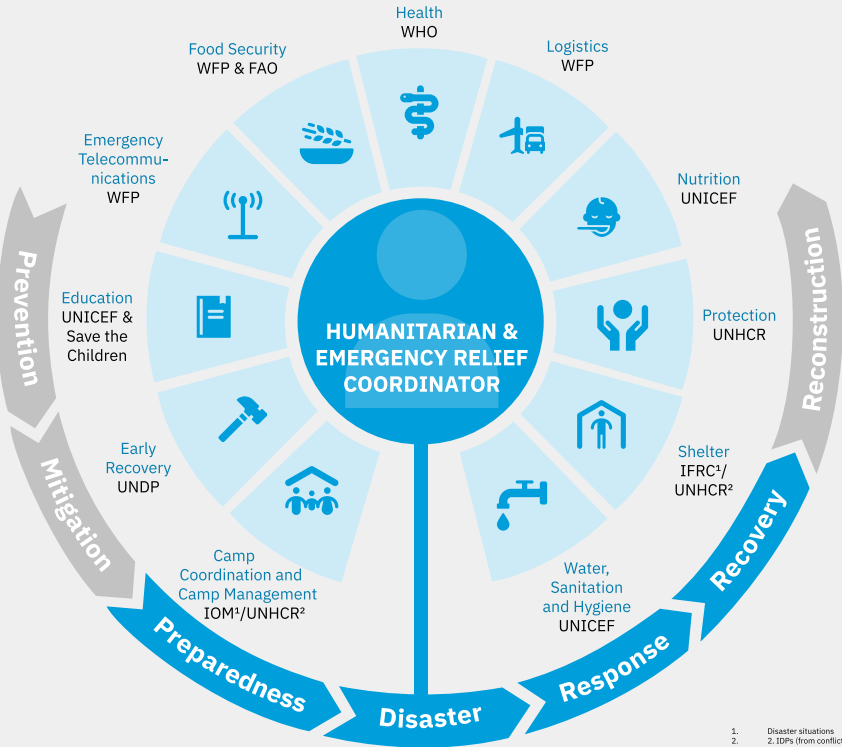 Health
WHO
Logistics
WFP
Nutrition
UNICEF
Protection
UNHCR
Shelter
IFRC¹/
UNHCR²
Water,
Sanitation
and Hygiene
UNICEF
Camp
Coordination and
Camp Management
IOM¹/UNHCR²
Early
Recovery
UNDP
Education
UNICEF &
Save the
Children
Emergency
Telecommu-
nications
WFP
Food Security
WFP & FAO
HUMANITARIAN &
EMERGENCY RELIEF
COORDINATOR
Prevention
Mitigation
Preparedness
Disaster
Response
Recovery
Reconstruction
1. Disaster situations
2. 2. IDPs (from conflict